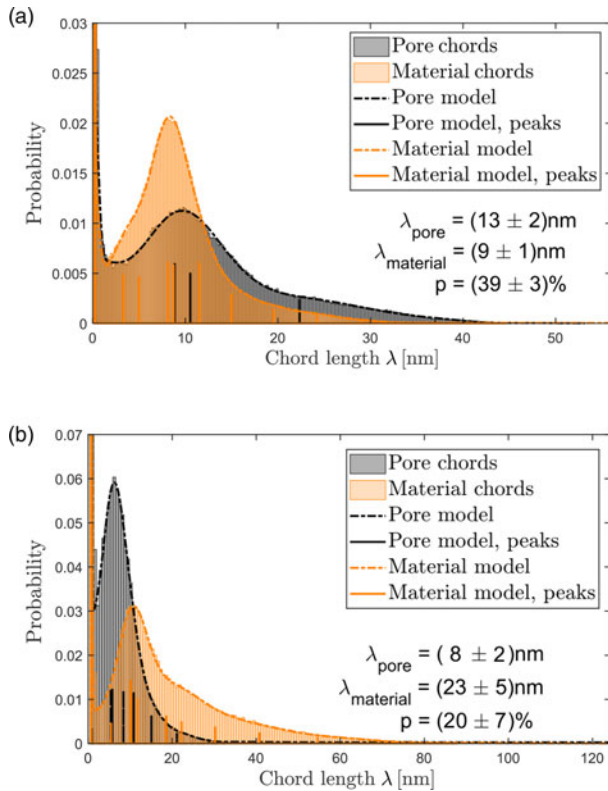 (a)
0.03
0.025
0.02
0.015
0.01
0.005
0
Probability
0 10 20 30 40 50
Chord length λ [nm]
Pore chords
Material chords
Pore model
Pore model, peaks
Material model
Material model, peaks
λpore = (13 ± 2)nm
λmaterial = (9 ± 1)nm
p = (39 ± 3)%
(b)
0.07
0.06
0.05
0.04
0.03
0.02
0.01
0
Probability
0 20 40 60 80 100 120
Chord length λ [nm]
Pore chords
Material chords
Pore model
Pore model, peaks
Material model
Material model, peaks
λpore = ( 8 ± 2)nm
λmaterial = (23 ± 5)nm
p = (20 ± 7)%